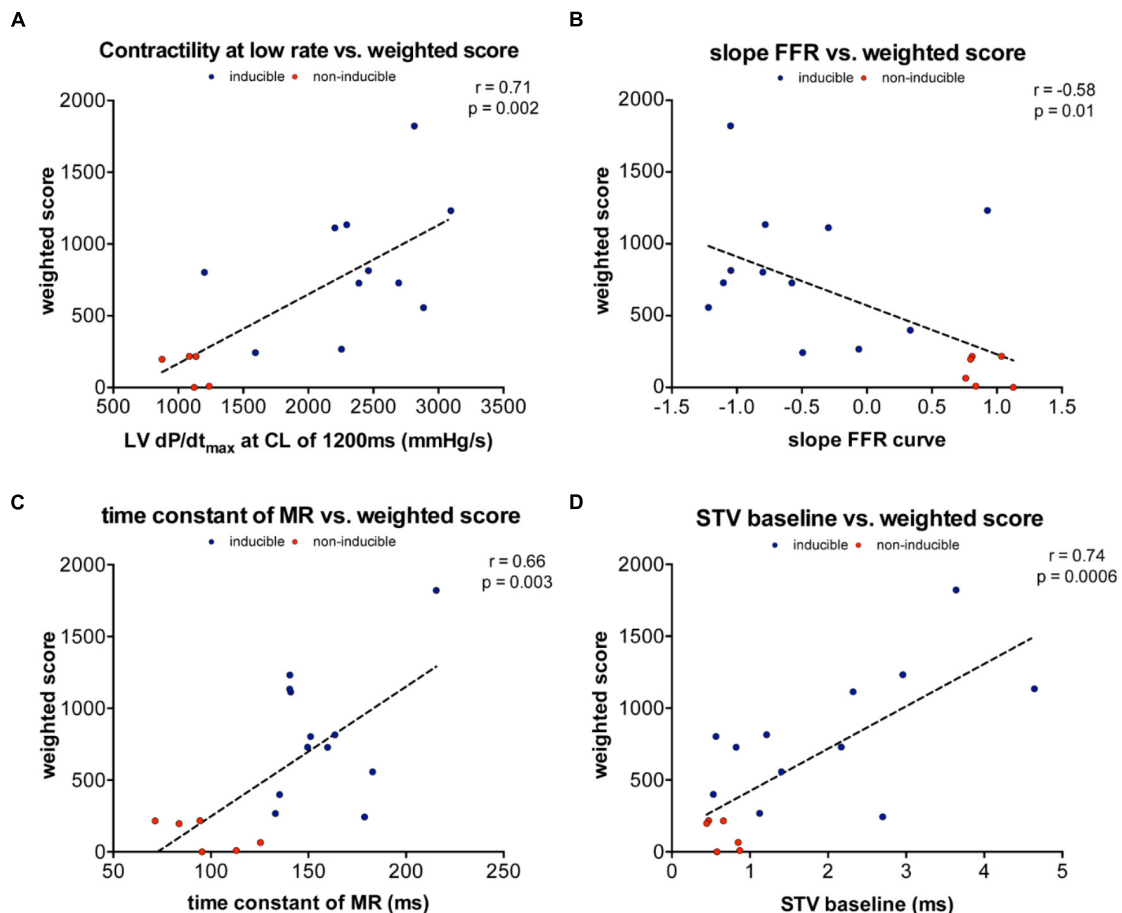 A
Contractility at low rate vs. weighted score
inducible non-inducible
r = 0.71
p = 0.002
2000
1500
1000
500
0
weighted score
500 1000 1500 2000 2500 3000 3500
LV dP/dtmax at CL of 1200ms (mmHg/s)
B
slope FFR vs. weighted score
inducible non-inducible
r = -0.58
p = 0.01
2000
1500
1000
500
0
weighted score
-1.5 -1.0 -0.5 0.0 0.5 1.0 1.5
slope FFR curve
C
time constant of MR vs. weighted score
inducible non-inducible
r = 0.66
p = 0.003
2000
1500
1000
500
0
weighted score
50 100 150 200 250
time constant of MR (ms)
D
STV baseline vs. weighted score
inducible non-inducible
r = 0.74
p = 0.0006
2000
1500
1000
500
0
weighted score
0 1 2 3 4 5
STV baseline (ms)